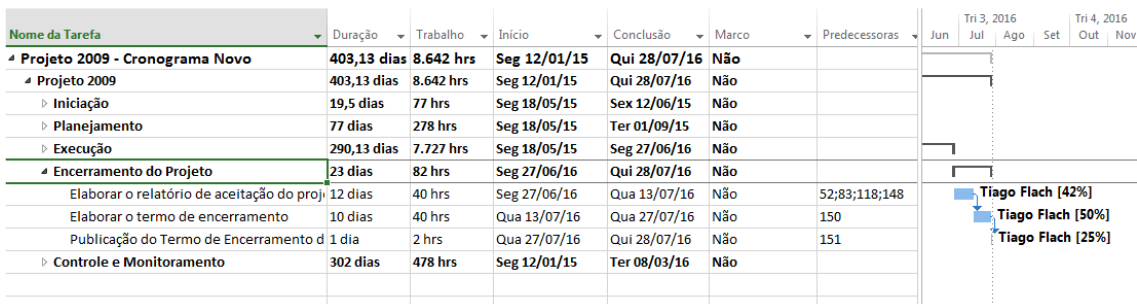 Tri 3, 2016 Tri 4, 2016
Nome da Tarefa Duração Trabalho Início Conclusão Marco Predecessoras Jun Jul Ago Set Out Nov
Projeto 2009 - Cronograma Novo 403,13 dias 8.642 hrs Seg 12/01/15 Qui 28/07/16 Não
Projeto 2009 403,13 dias 8.642 hrs Seg 12/01/15 Qui 28/07/16 Não
Iniciação 19,5 dias 77 hrs Seg 18/05/15 Sex 12/06/15 Não
Planejamento 77 dias 278 hrs Seg 18/05/15 Ter 01/09/15 Não
Execução 290,13 dias 7.727 hrs Seg 18/05/15 Seg 27/06/16 Não
Encerramento do Projeto 23 dias 82 hrs Seg 27/06/16 Qui 28/07/16 Não
Elaborar o relatório de aceitação do proj 12 dias 40 hrs Seg 27/06/16 Qua 13/07/16 Não 52;83;118;148 Tiago Flach [42%]
Elaborar o termo de encerramento 10 dias 40 hrs Qua 13/07/16 Qua 27/07/16 Não 150 Tiago Flach [50%]
Publicação do Termo de Encerramento d 1 dia 2 hrs Qua 27/07/16 Qui 28/07/16 Não 151 Tiago Flach [25%]
Controle e Monitoramento 302 dias 478 hrs Seg 12/01/15 Ter 08/03/16 Não